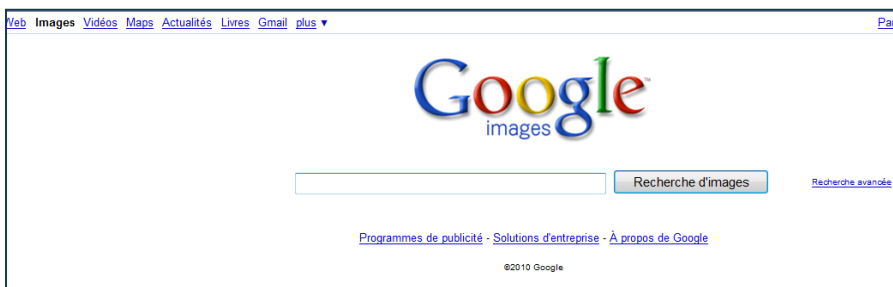 Web Images Vidéos Maps Actualités Livres Gmail plus ▼
Google
images
Recherche d'images Recherche avancée
Programmes de publicité - Solutions d'entreprise - À propos de Google
©2010 Google